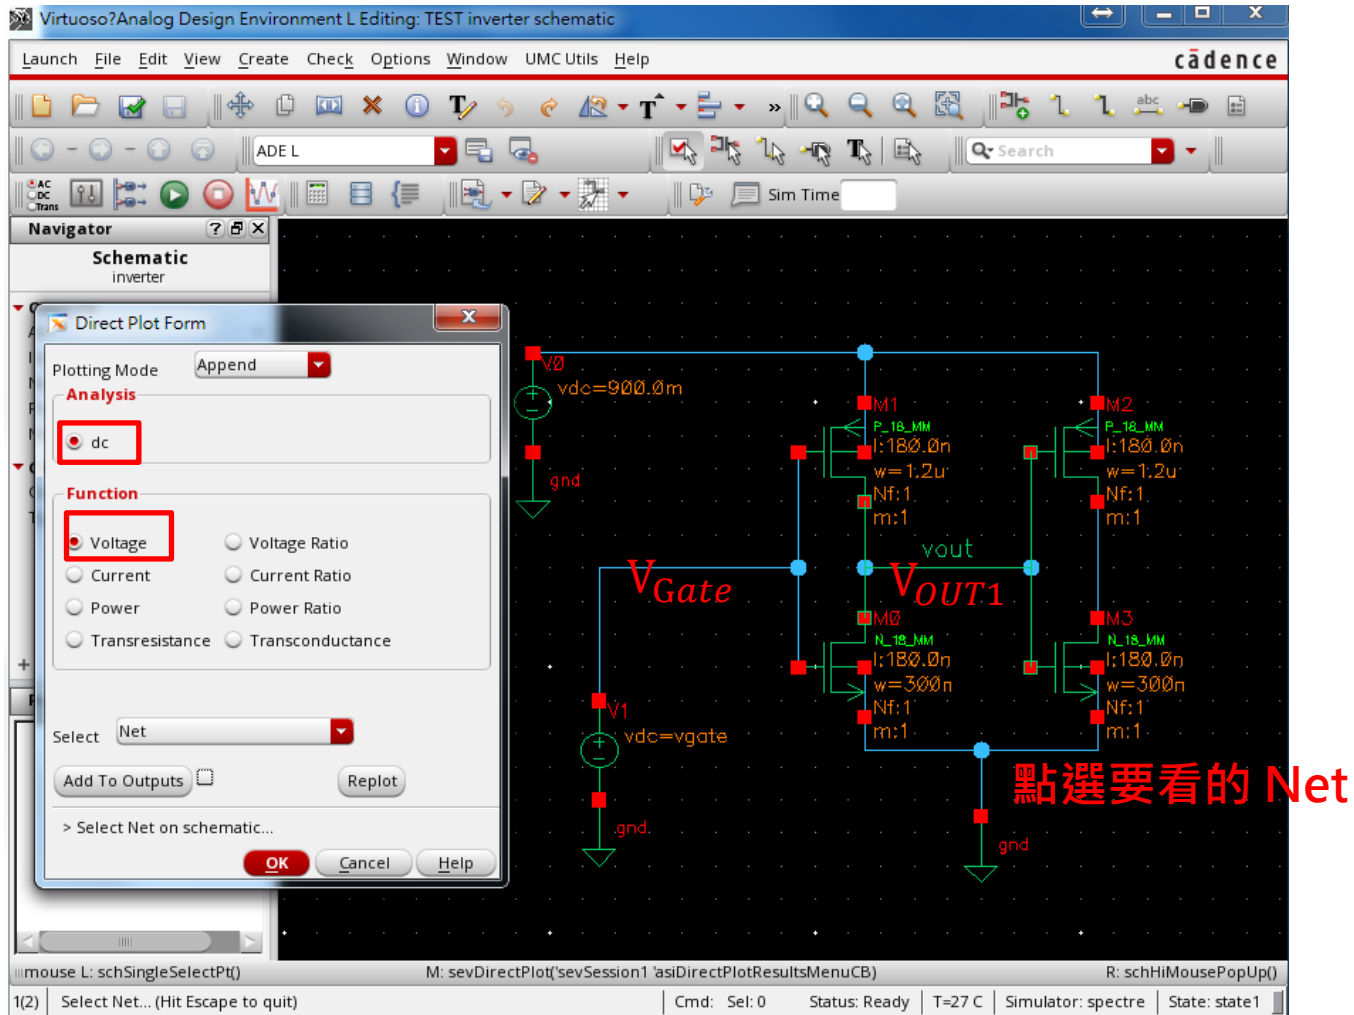 Virtuoso?Analog Design Environment L Editing: TEST inverter schematic
Launch File Edit View Create Check Options Window UMC Utils Help
cādence
T T abc
ADE L
T
Search
AC
DC
Trans
Sim Time
Navigator
Schematic
inverter
Direct Plot Form
Plotting Mode Append
Analysis
dc
Function
Voltage Voltage Ratio
Current Current Ratio
Power Power Ratio
Transresistance Transconductance
Select Net
Add To Outputs Replot
> Select Net on schematic...
OK Cancel Help
V0
vdc=900.0m
gnd
M1
P_18_MM
l:180.0n
w=1.2u
Nf:1
m:1
M2
P_18_MM
l:180.0n
w=1.2u
Nf:1
m:1
vout
VGate
VOUT1
M0
N_18_MM
l:180.0n
w=300n
Nf:1
m:1
M3
N_18_MM
l:180.0n
w=300n
Nf:1
m:1
V1
vdc=vgate
gnd
點選要看的 Net
gnd
mouse L: schSingleSelectPt() M: sevDirectPlot('sevSession1 'asiDirectPlotResultsMenuCB) R: schHiMousePopUp()
1(2) Select Net... (Hit Escape to quit) Cmd: Sel: 0 Status: Ready T=27 C Simulator: spectre State: state1